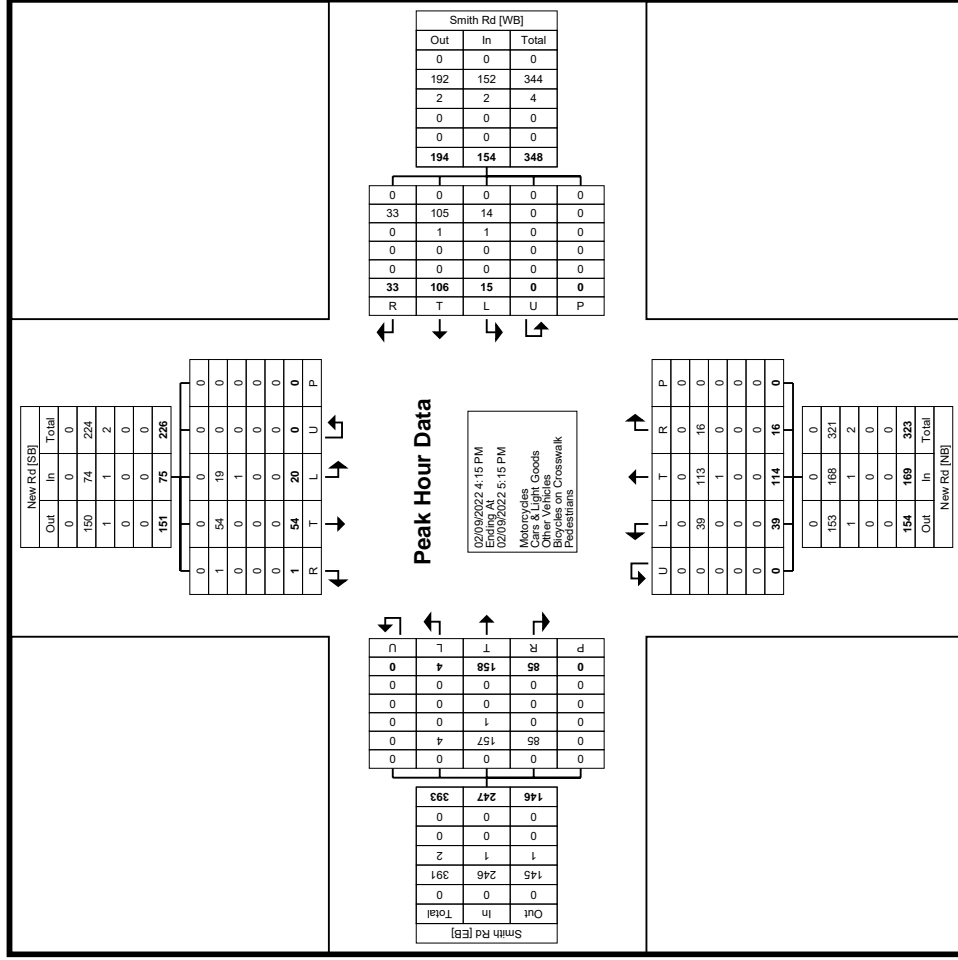 Smith Rd [WB]
Out In Total
0 0 0
192 152 344
2 2 4
0 0 0
0 0 0
194 154 348
0 0 0 0 0
33 105 14 0 0
0 1 1 0 0
0 0 0 0 0
0 0 0 0 0
33 106 15 0 0
R T L U P
New Rd [SB]
Out In Total
0 0 0
150 74 224
1 1 2
0 0 0
0 0 0
151 75 226
0 0 0 0 0
1 54 19 0 0
0 0 1 0 0
0 0 0 0 0
0 0 0 0 0
1 54 20 0 0
R T L U P
Peak Hour Data
02/09/2022 4:15 PM
Ending At
02/09/2022 5:15 PM
Motorcycles
Cars & Light Goods
Other Vehicles
Bicycles on Crosswalk
Pedestrians
U L T R P
0 0 0 0 0
0 39 113 16 0
0 0 1 0 0
0 0 0 0 0
0 0 0 0 0
0 39 114 16 0
0 0 0
153 168 321
1 1 2
0 0 0
0 0 0
154 169 323
Out In Total
New Rd [NB]
U L T R P
0 4 158 85 0
0 0 0 0 0
0 0 0 0 0
0 0 1 0 0
0 4 157 85 0
0 0 0 0 0
393 247 146
0 0 0
0 0 0
2 1 1
391 246 145
0 0 0
Total In Out
Smith Rd [EB]